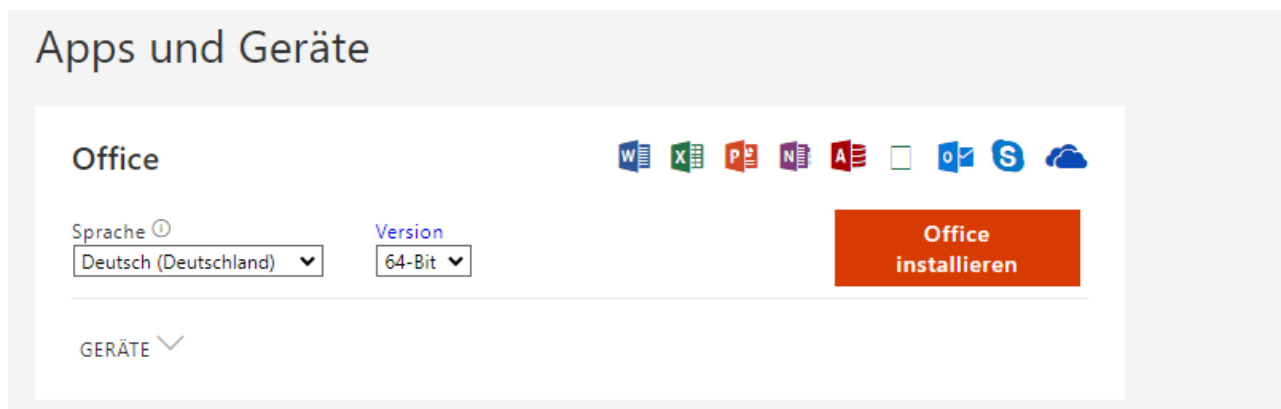 Apps und Geräte
Office
Sprache
Version
Deutsch (Deutschland)
64-Bit
Office
installieren
GERÄTE